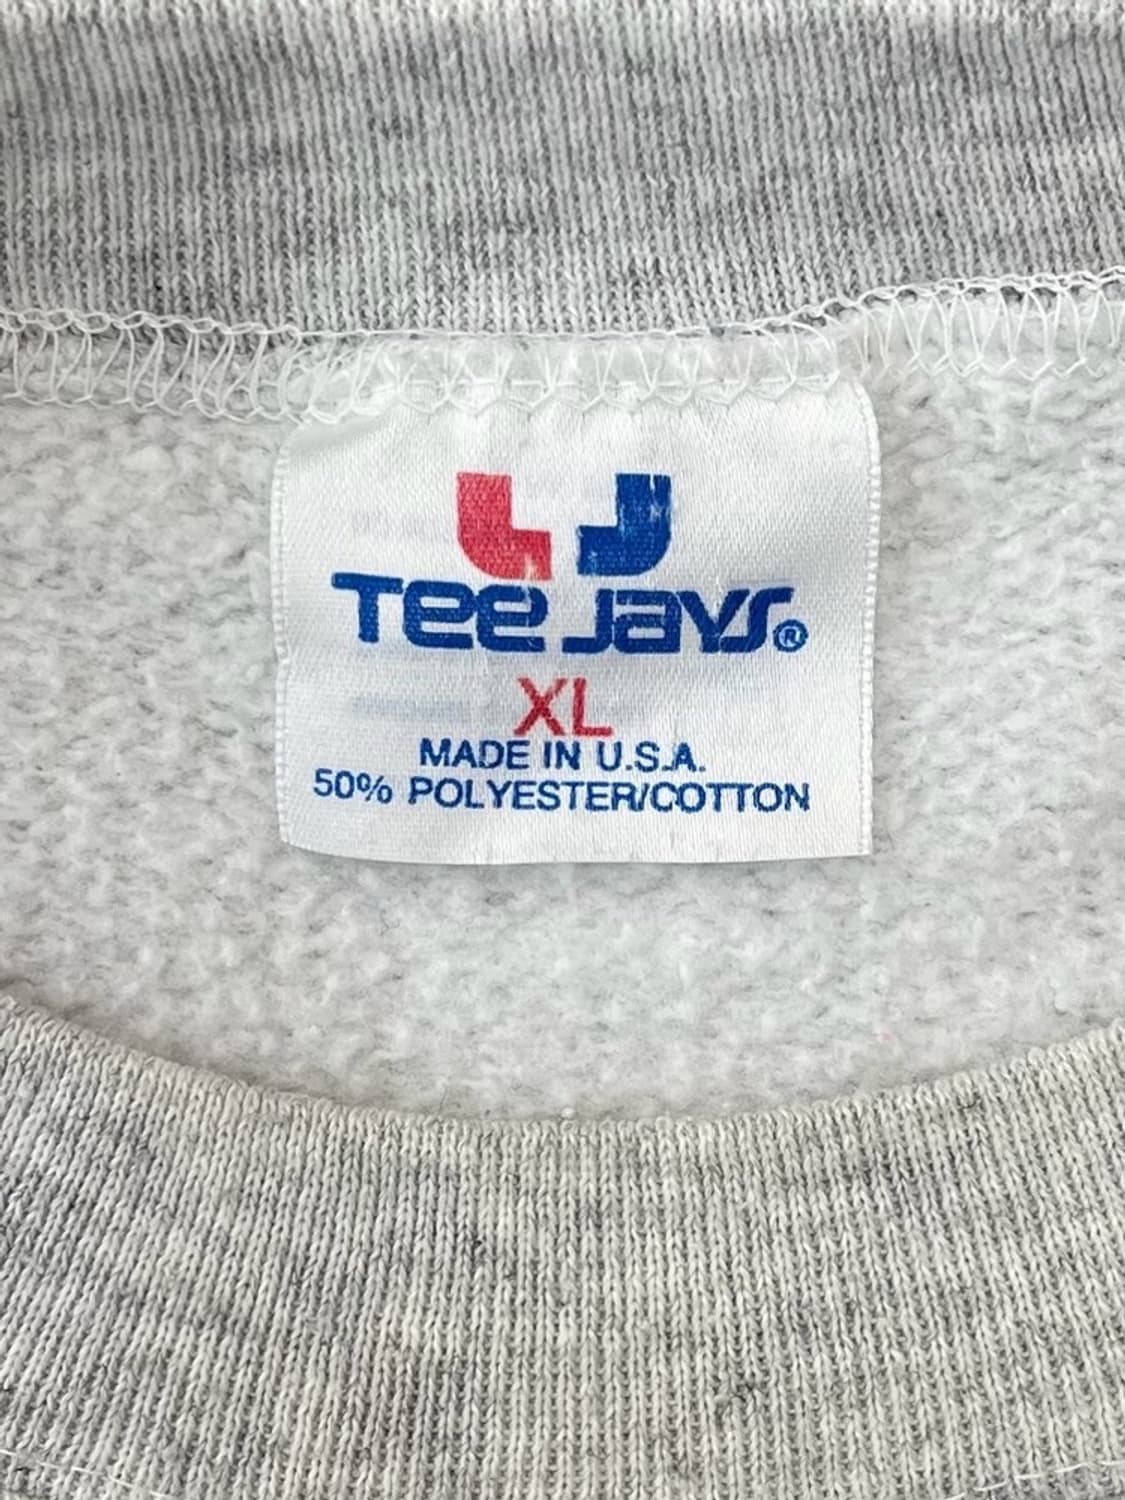 Tee Jays®
XL
MADE IN U.S.A.
50% POLYESTER/COTTON